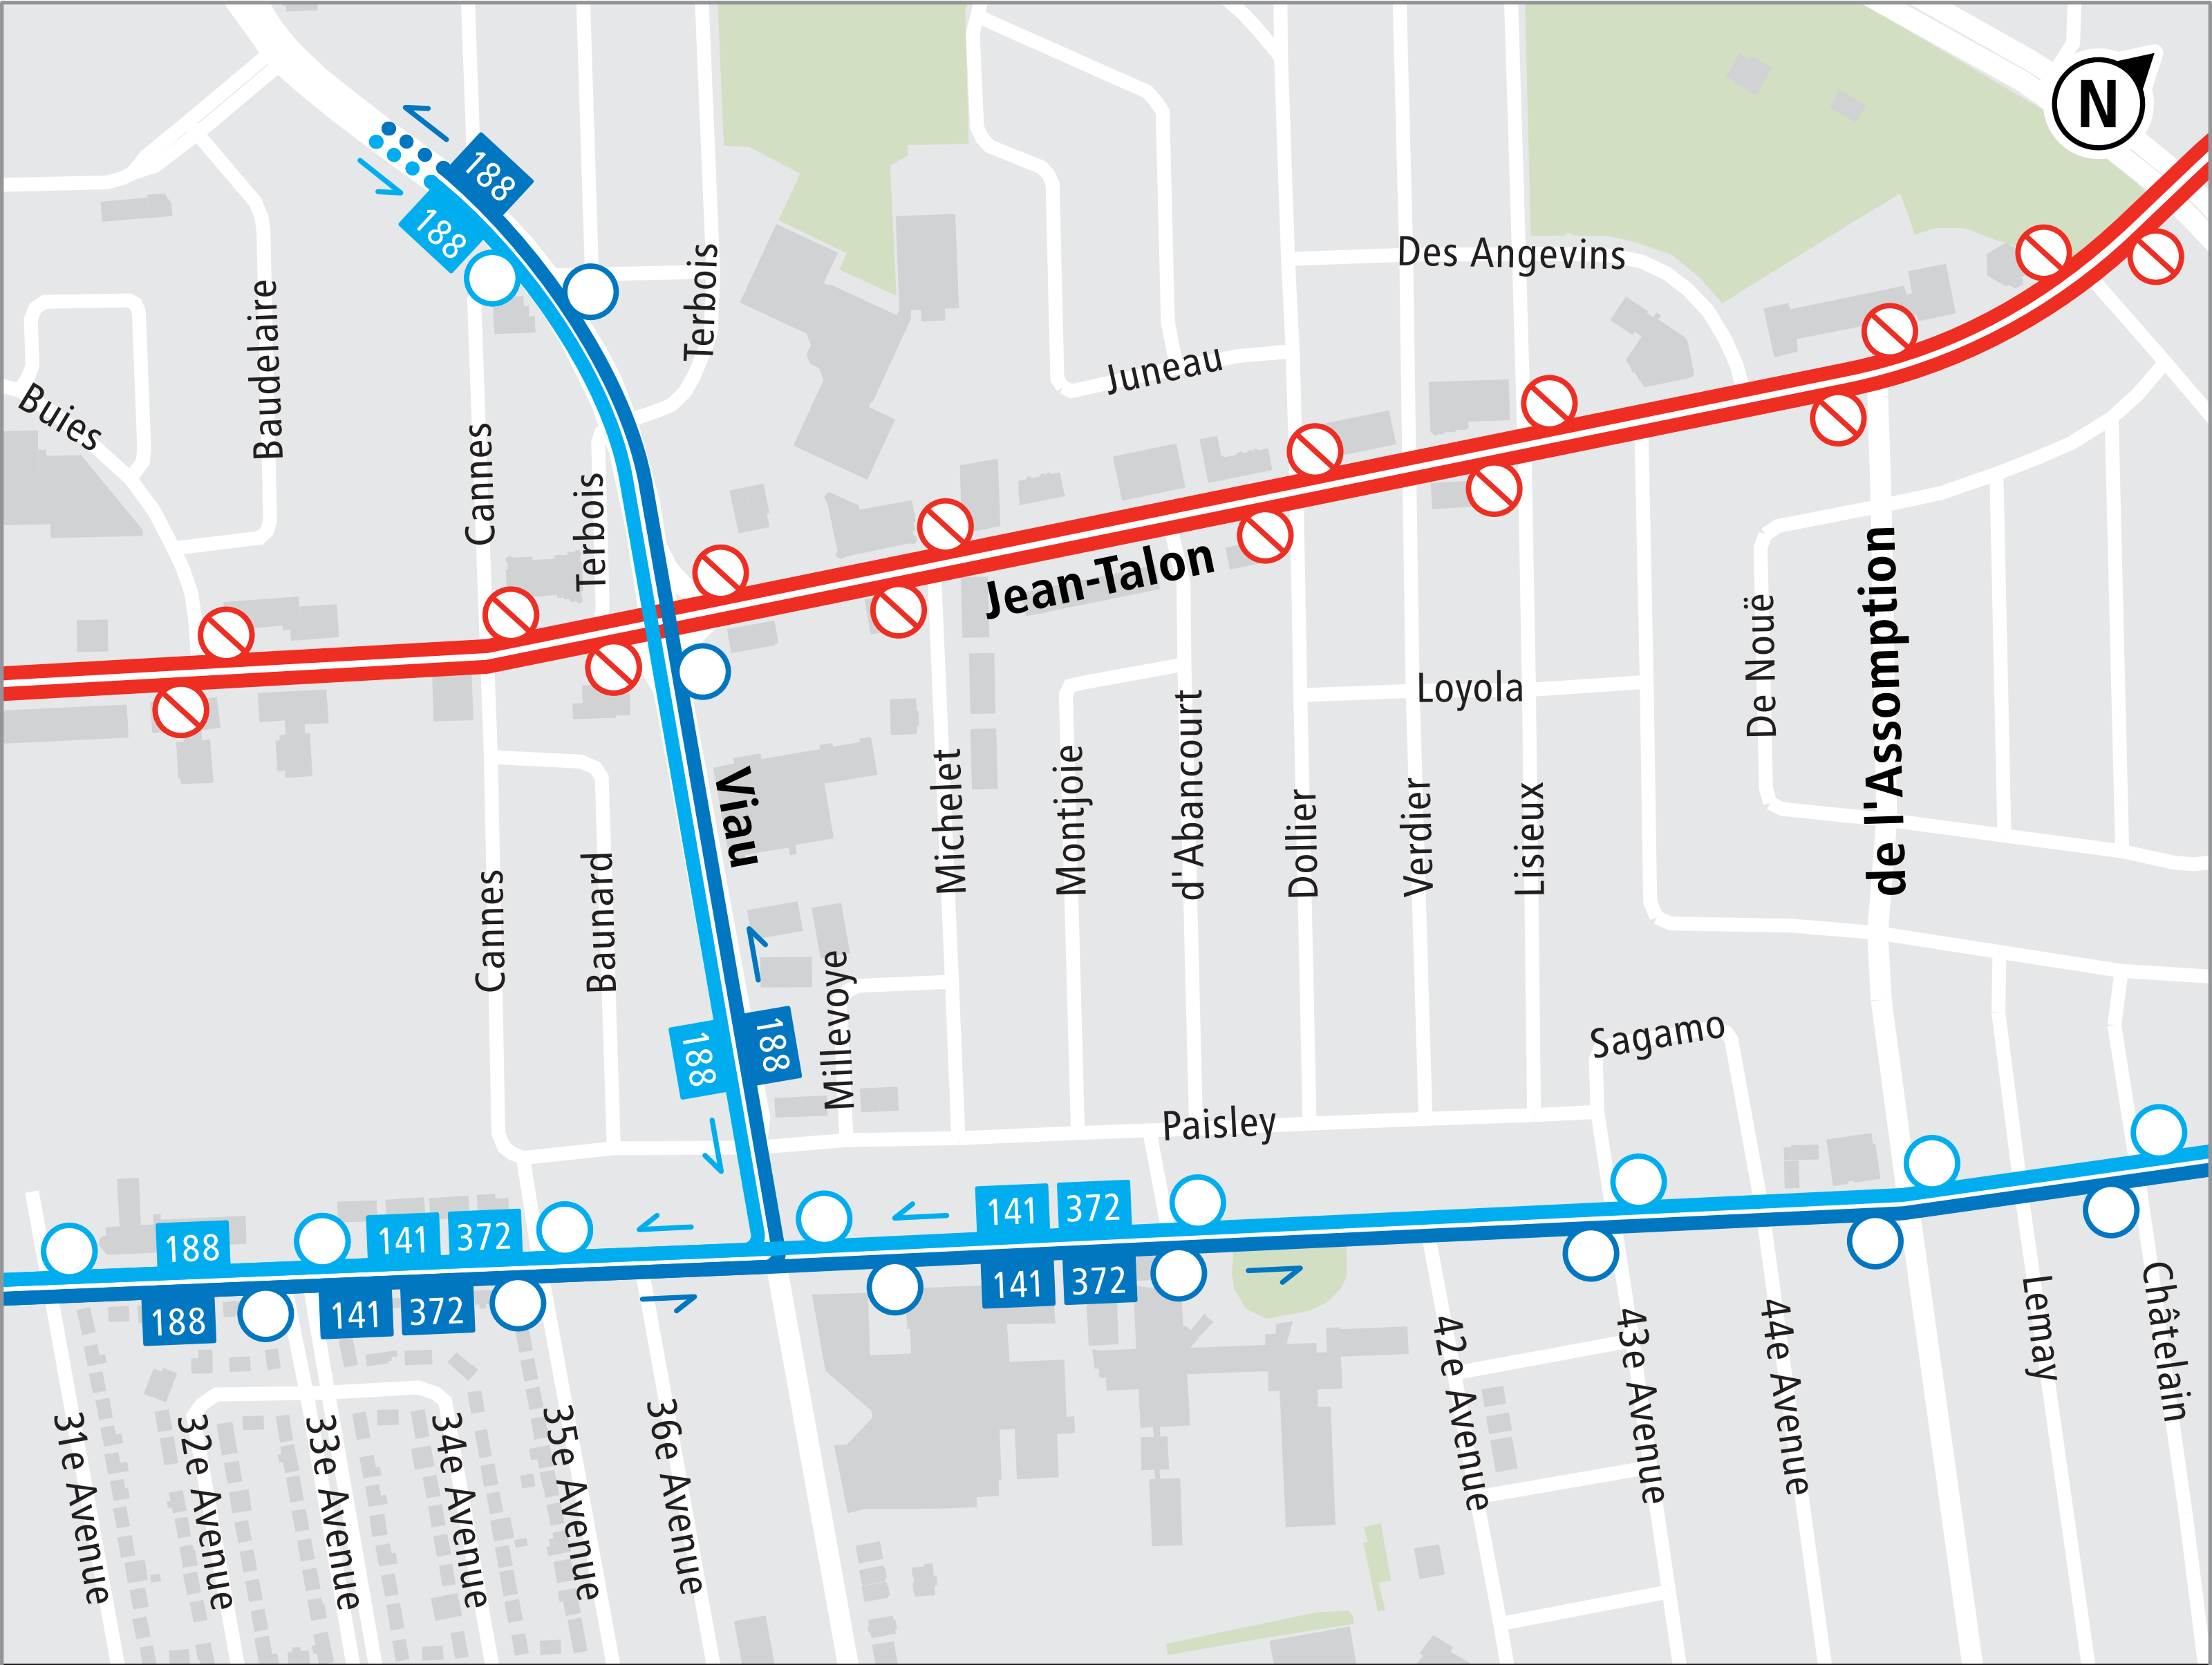 N
188
188
Terbois
Des Angevins
Baudelaire
Juneau
Buies
Cannes
Terbois
Jean-Talon
de l'Assomption
De Nouë
Loyola
Viau
Michelet
Montjoie
d'Abancourt
Dollier
Verdier
Lisieux
Cannes
Baunard
Millevoye
188
188
Sagamo
Paisley
141 372
188
141 372
141 372
188
141 372
Lemay
Châtelain
42e Avenue
43e Avenue
44e Avenue
31e Avenue
32e Avenue
33e Avenue
34e Avenue
35e Avenue
36e Avenue